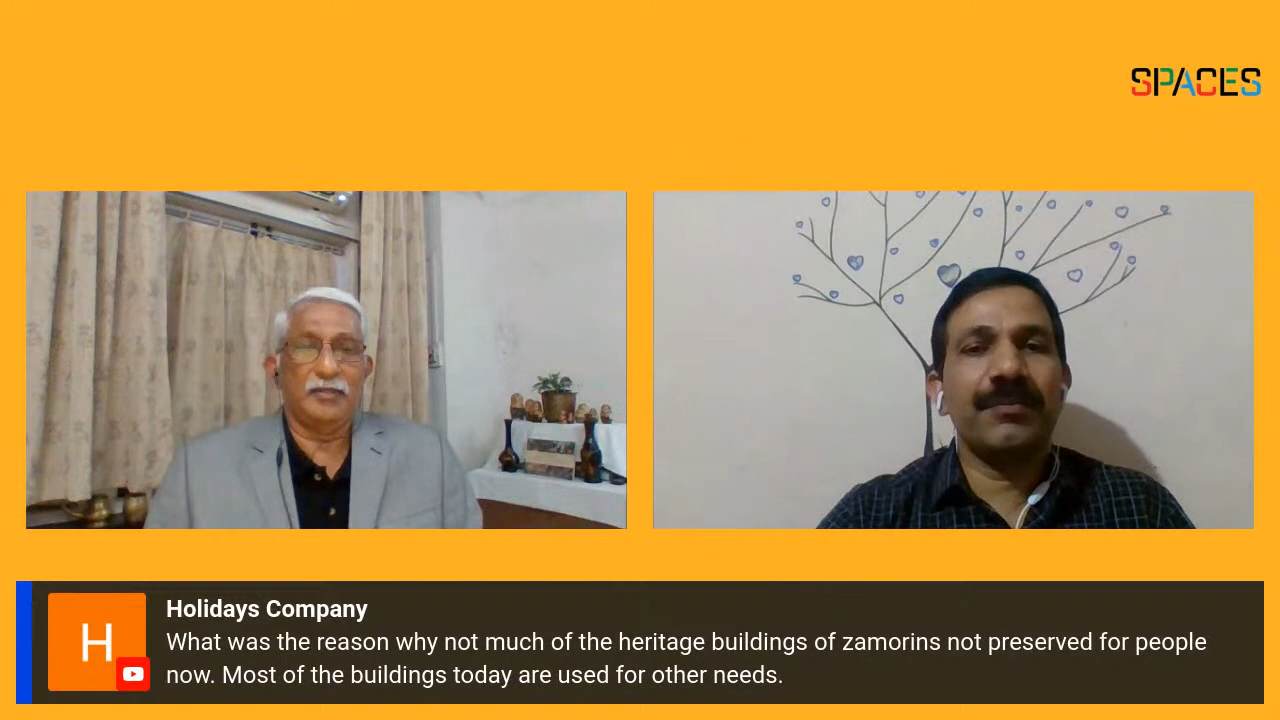 SPACES
H
Holidays Company
What was the reason why not much of the heritage buildings of zamorins not preserved for people
now. Most of the buildings today are used for other needs.